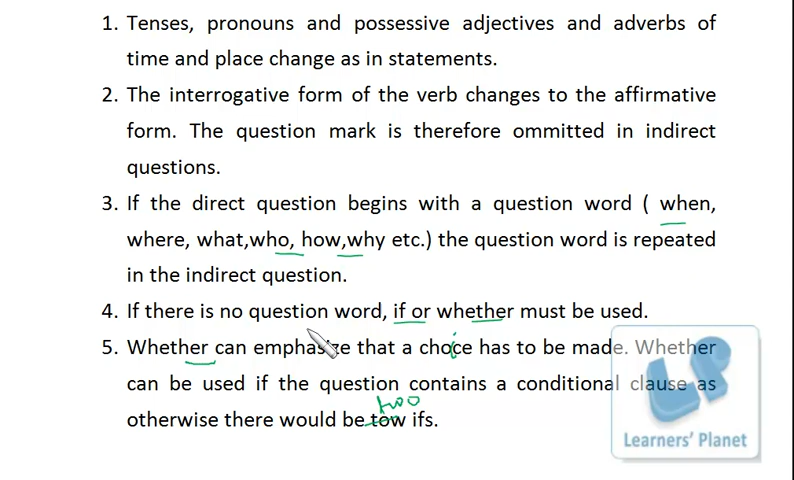 1. Tenses, pronouns and possessive adjectives and adverbs of
time and place change as in statements.
2. The interrogative form of the verb changes to the affirmative
form. The question mark is therefore ommitted in indirect
questions.
3. If the direct question begins with a question word ( when,
where, what,who, how,why etc.) the question word is repeated
in the indirect question.
4. If there is no question word, if or whether must be used.
5. Whether can emphasize that a choice has to be made. Whether
can be used if the question contains a conditional clause as
two
otherwise there would be tow ifs.
LP
Learners' Planet